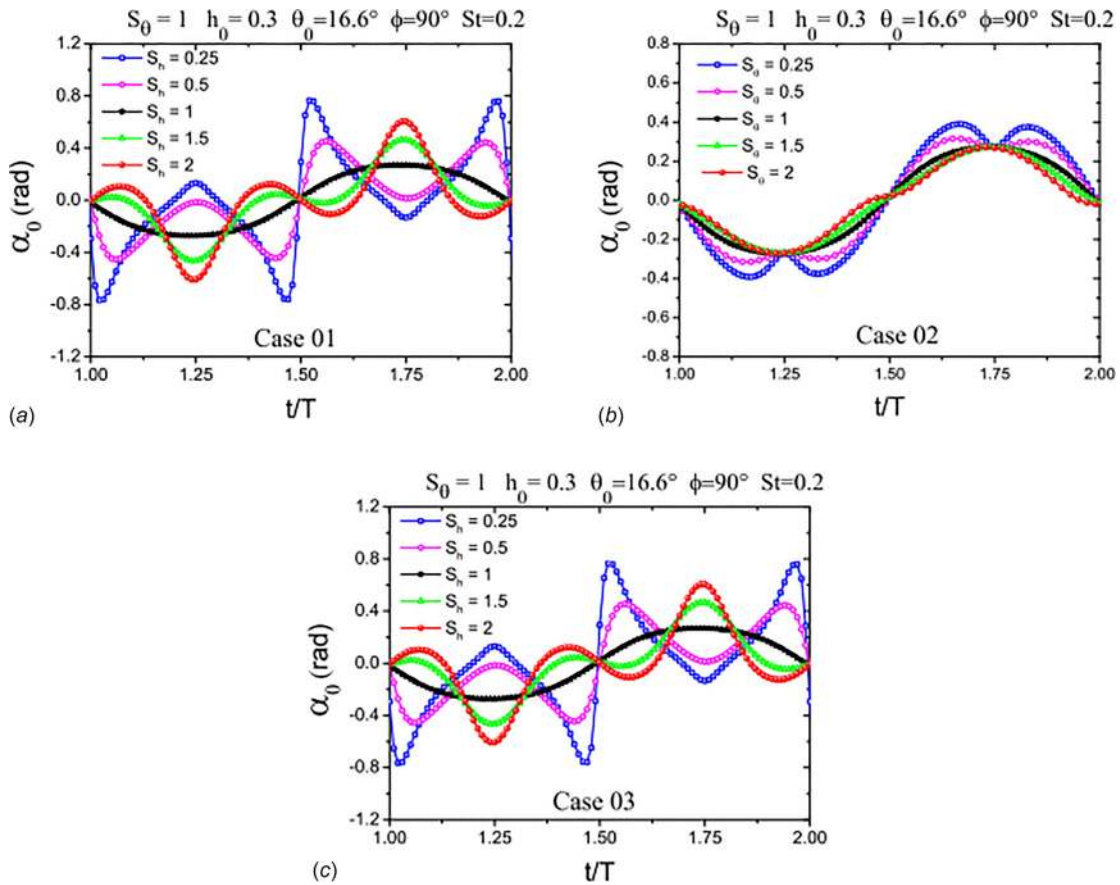 S_θ = 1 h_0 = 0.3 θ_0=16.6° ϕ=90° St=0.2
1.2
0.8
0.4
0.0
-0.4
-0.8
-1.2
α_0 (rad)
S_h = 0.25
S_h = 0.5
S_h = 1
S_h = 1.5
S_h = 2
Case 01
1.00 1.25 1.50 1.75 2.00
t/T
(a)
S_θ = 1 h_0 = 0.3 θ_0=16.6° ϕ=90° St=0.2
0.8
0.6
0.4
0.2
0.0
-0.2
-0.4
-0.6
-0.8
α_0 (rad)
S_θ = 0.25
S_θ = 0.5
S_θ = 1
S_θ = 1.5
S_θ = 2
Case 02
1.00 1.25 1.50 1.75 2.00
t/T
(b)
S_θ = 1 h_0 = 0.3 θ_0=16.6° ϕ=90° St=0.2
1.2
0.8
0.4
0.0
-0.4
-0.8
-1.2
α_0 (rad)
S_h = 0.25
S_h = 0.5
S_h = 1
S_h = 1.5
S_h = 2
Case 03
1.00 1.25 1.50 1.75 2.00
t/T
(c)